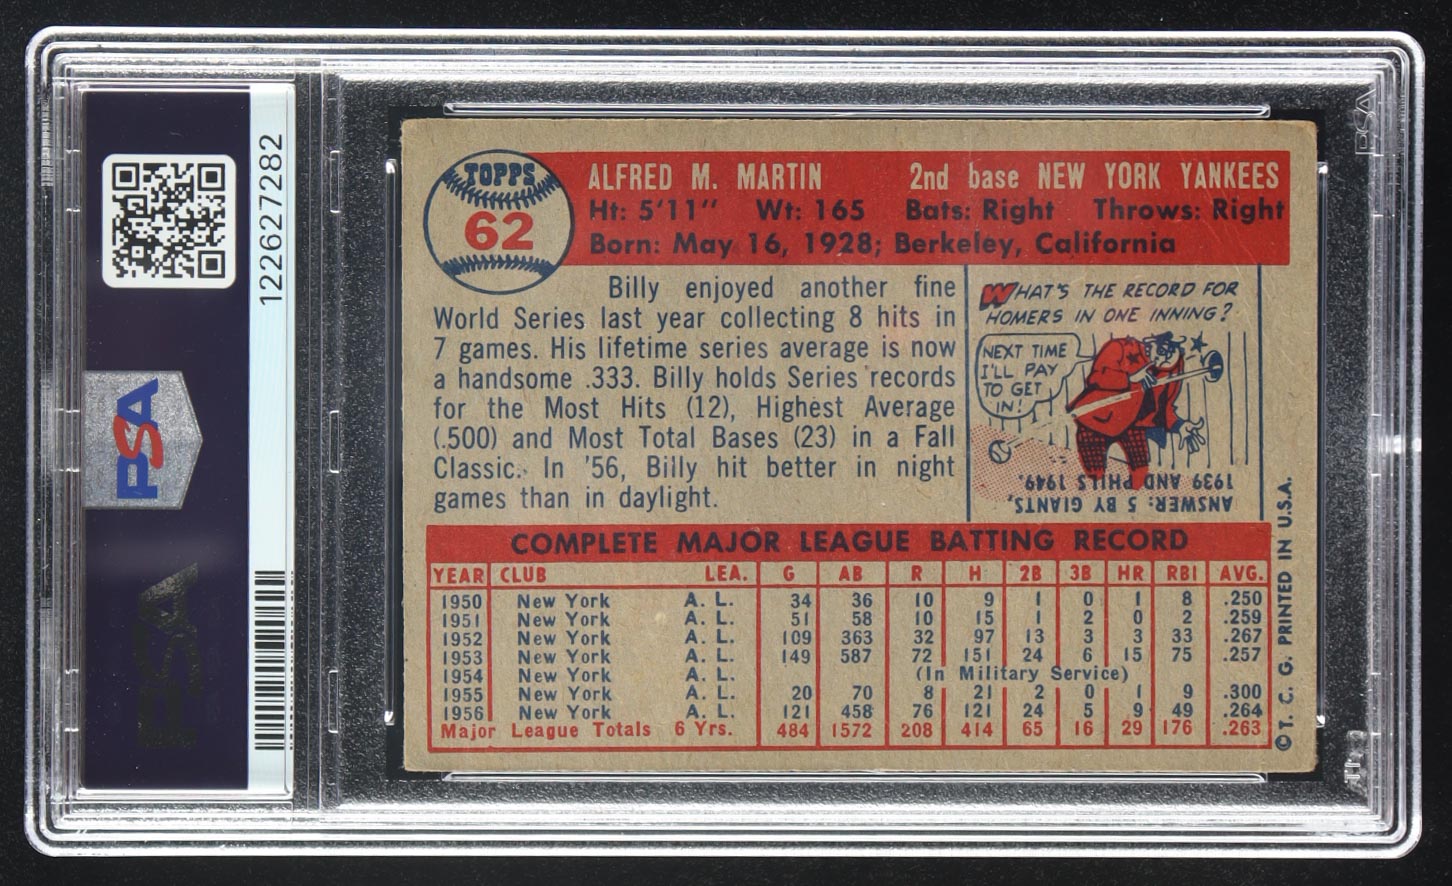 122627282
PSA
PSA
PSA
TOPPS
62
ALFRED M. MARTIN 2nd base NEW YORK YANKEES
Ht: 5'11" Wt: 165 Bats: Right Throws: Right
Born: May 16, 1928; Berkeley, California
Billy enjoyed another fine
World Series last year collecting 8 hits in
7 games. His lifetime series average is now
a handsome .333. Billy holds Series records
for the Most Hits (12), Highest Average
(.500) and Most Total Bases (23) in a Fall
Classic. In '56, Billy hit better in night
games than in daylight.
WHAT'S THE RECORD FOR
HOMERS IN ONE INNING?
NEXT TIME
I'LL PAY
TO GET
IN!
ANSWER: 5 BY GIANTS,
1939 AND PHILS 1949.
COMPLETE MAJOR LEAGUE BATTING RECORD
YEAR CLUB LEA. G AB R H 2B 3B HR RBI AVG.
1950 New York A. L. 34 36 10 9 1 0 1 8 .250
1951 New York A. L. 51 58 10 15 1 2 0 2 .259
1952 New York A. L. 109 363 32 97 13 3 3 33 .267
1953 New York A. L. 149 587 72 151 24 6 15 75 .257
1954 New York A. L. (In Military Service)
1955 New York A. L. 20 70 8 21 2 0 1 9 .300
1956 New York A. L. 121 458 76 121 24 5 9 49 .264
Major League Totals 6 Yrs. 484 1572 208 414 65 16 29 176 .263
© T. C. G. PRINTED IN U.S.A.